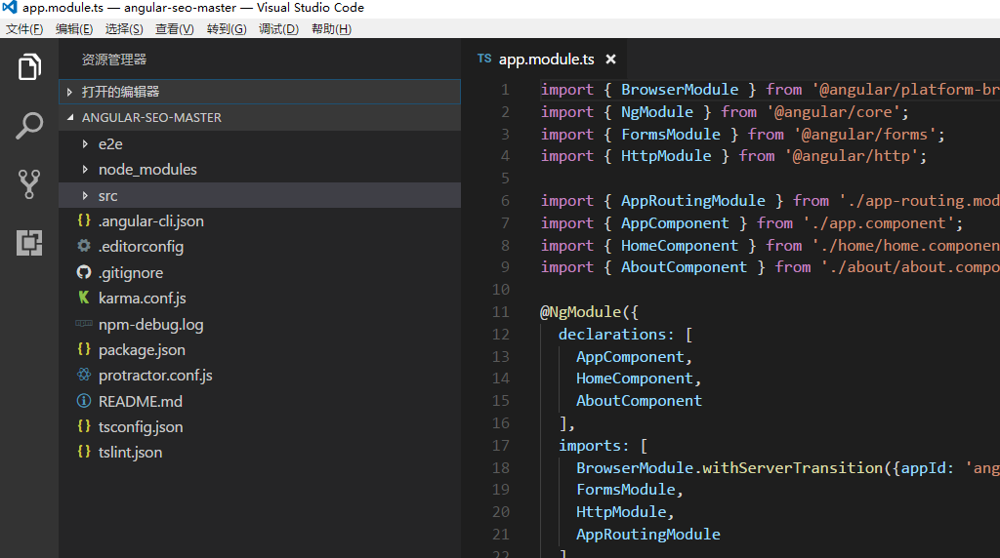 app.module.ts — angular-seo-master — Visual Studio Code
文件(F) 编辑(E) 选择(S) 查看(V) 转到(G) 调试(D) 帮助(H)
资源管理器
打开的编辑器
ANGULAR-SEO-MASTER
e2e
node_modules
src
{} .angular-cli.json
.editorconfig
.gitignore
karma.conf.js
npm-debug.log
{} package.json
protractor.conf.js
README.md
{} tsconfig.json
{} tslint.json
TS app.module.ts ×
1 import { BrowserModule } from '@angular/platform-br
2 import { NgModule } from '@angular/core';
3 import { FormsModule } from '@angular/forms';
4 import { HttpModule } from '@angular/http';
5
6 import { AppRoutingModule } from './app-routing.mod
7 import { AppComponent } from './app.component';
8 import { HomeComponent } from './home/home.componen
9 import { AboutComponent } from './about/about.compo
10
11 @NgModule({
12 declarations: [
13 AppComponent,
14 HomeComponent,
15 AboutComponent
16 ],
17 imports: [
18 BrowserModule.withServerTransition({appId: 'ang
19 FormsModule,
20 HttpModule,
21 AppRoutingModule
22 ]